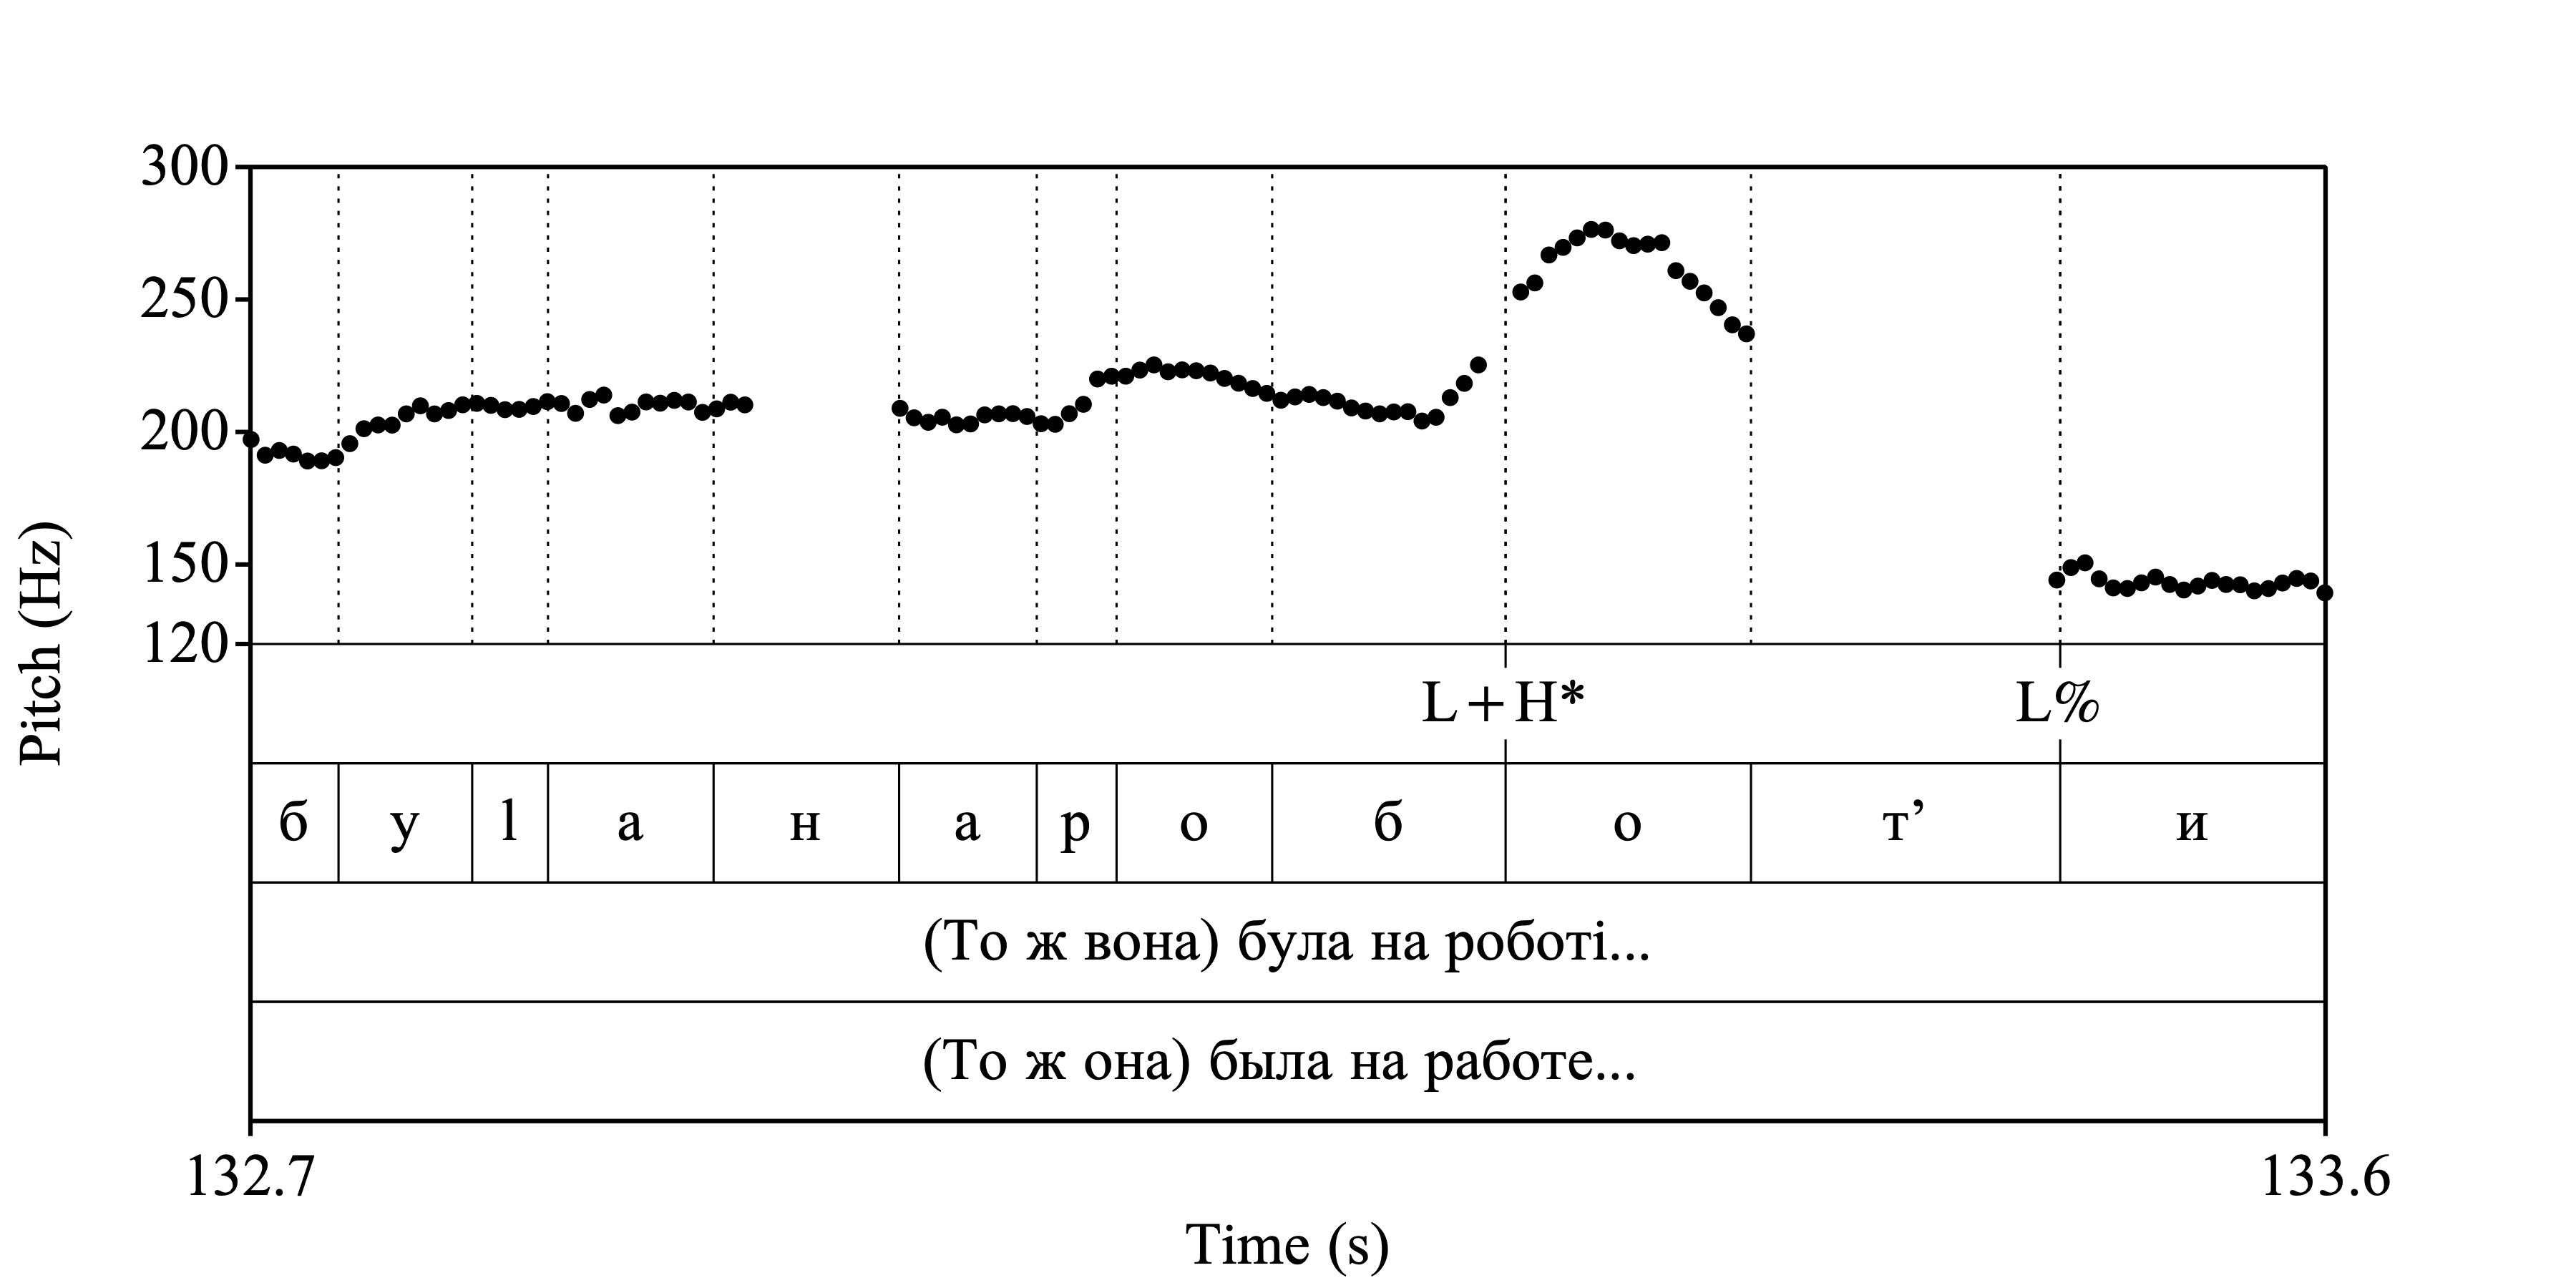 300
250
200
150
120
Pitch (Hz)
L+H* L%
б у l а н а р о б о т’ и
(То ж вона) була на роботі...
(То ж она) была на работе...
132.7 133.6
Time (s)